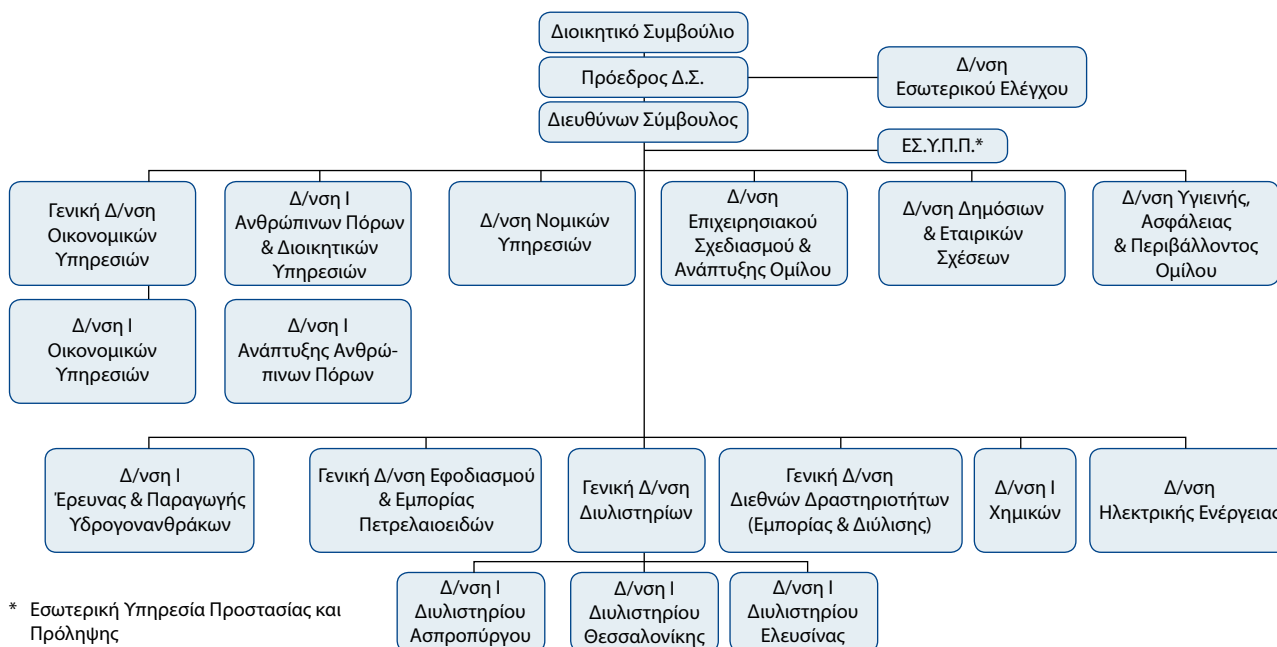 Διοικητικό Συμβούλιο
Πρόεδρος Δ.Σ.
Δ/νση
Εσωτερικού Ελέγχου
Διευθύνων Σύμβουλος
ΕΣ.Υ.Π.Π.*
Γενική Δ/νση
Οικονομικών
Υπηρεσιών
Δ/νση Ι
Ανθρώπινων Πόρων
& Διοικητικών
Υπηρεσιών
Δ/νση Νομικών
Υπηρεσιών
Δ/νση
Επιχειρησιακού
Σχεδιασμού &
Ανάπτυξης Ομίλου
Δ/νση Δημόσιων
& Εταιρικών
Σχέσεων
Δ/νση Υγιεινής,
Ασφάλειας
& Περιβάλλοντος
Ομίλου
Δ/νση Ι
Οικονομικών
Υπηρεσιών
Δ/νση Ι
Ανάπτυξης Ανθρώ-
πινων Πόρων
Δ/νση Ι
Έρευνας & Παραγωγής
Υδρογονανθράκων
Γενική Δ/νση Εφοδιασμού
& Εμπορίας
Πετρελαιοειδών
Γενική Δ/νση
Διυλιστηρίων
Γενική Δ/νση
Διεθνών Δραστηριοτήτων
(Εμπορίας & Διύλισης)
Δ/νση Ι
Χημικών
Δ/νση
Ηλεκτρικής Ενέργειας
Δ/νση Ι
Διυλιστηρίου
Ασπροπύργου
Δ/νση Ι
Διυλιστηρίου
Θεσσαλονίκης
Δ/νση Ι
Διυλιστηρίου
Ελευσίνας
* Εσωτερική Υπηρεσία Προστασίας και
Πρόληψης